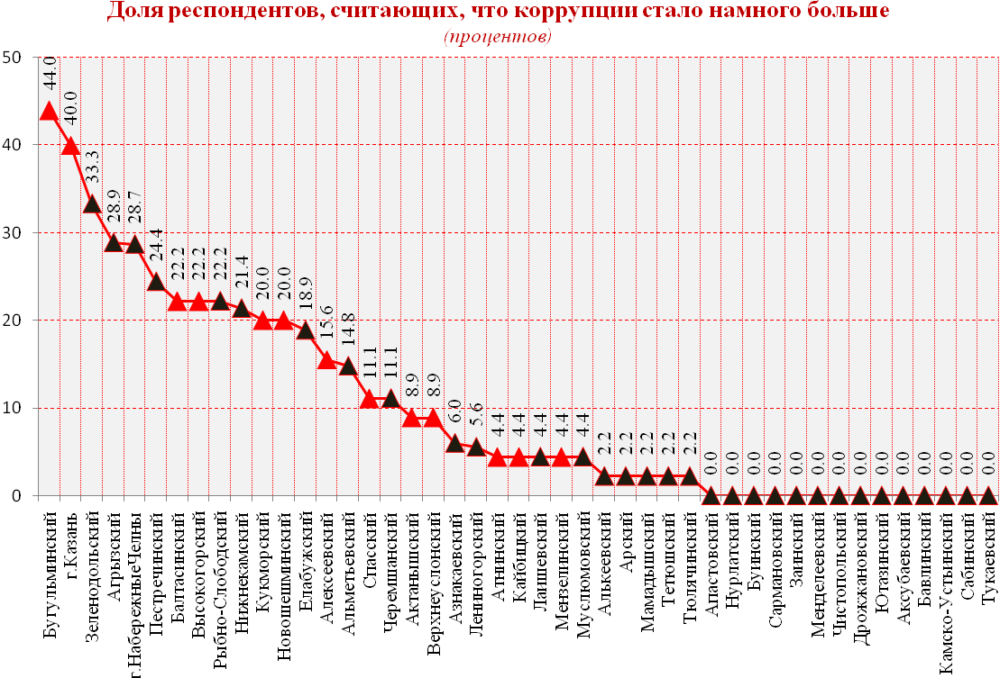 Доля респондентов, считающих, что коррупции стало намного больше
(процентов)
50
40
30
20
10
0
44.0
40.0
33.3
28.9
28.7
24.4
22.2
22.2
22.2
21.4
20.0
20.0
18.9
15.6
14.8
11.1
11.1
8.9
8.9
6.0
5.6
4.4
4.4
4.4
4.4
4.4
2.2
2.2
2.2
2.2
2.2
0.0
0.0
0.0
0.0
0.0
0.0
0.0
0.0
0.0
0.0
0.0
0.0
0.0
0.0
Бугульминский
г.Казань
Зеленодольский
Агрызский
г.НабережныеЧелны
Пестречинский
Балтасинский
Высокогорский
Рыбно-Слободский
Нижнекамский
Кукморский
Новошешминский
Елабужский
Алексеевский
Альметьевский
Спасский
Черемшанский
Актанышский
Верхнеуслонский
Азнакаевский
Лениногорский
Атнинский
Кайбицкий
Лаишевский
Мензелинский
Муслюмовский
Алькеевский
Арский
Мамадышский
Тетюшский
Тюлячинский
Апастовский
Нурлатский
Буинский
Сармановский
Заинский
Менделеевский
Чистопольский
Дрожжановский
Ютазинский
Аксубаевский
Бавлинский
Камско-Устьинский
Сабинский
Тукаевский